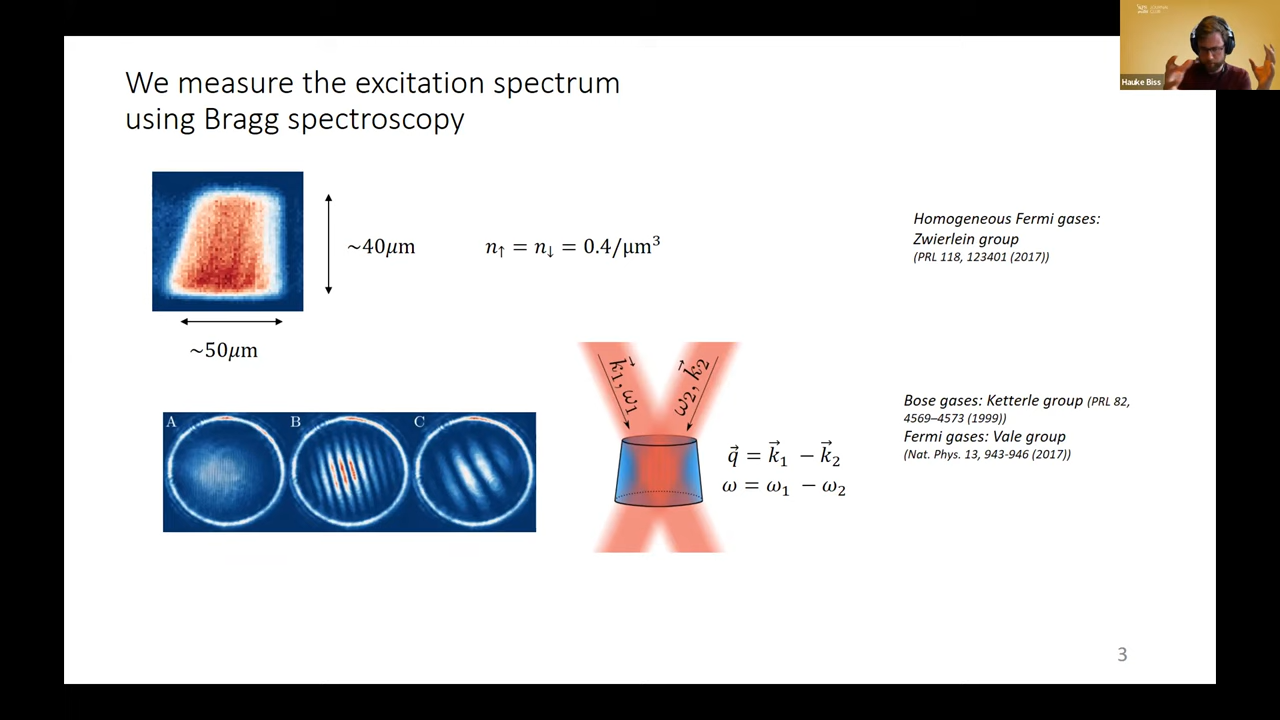 We measure the excitation spectrum
using Bragg spectroscopy
~40μm
n↑ = n↓ = 0.4/μm³
~50μm
Homogeneous Fermi gases:
Zwierlein group
(PRL 118, 123401 (2017))
A
B
C
k⃗1, ω1
ω2, k⃗2
q⃗ = k⃗1 − k⃗2
ω = ω1 − ω2
Bose gases: Ketterle group (PRL 82,
4569–4573 (1999))
Fermi gases: Vale group
(Nat. Phys. 13, 943-946 (2017))
3
Hauke Biss